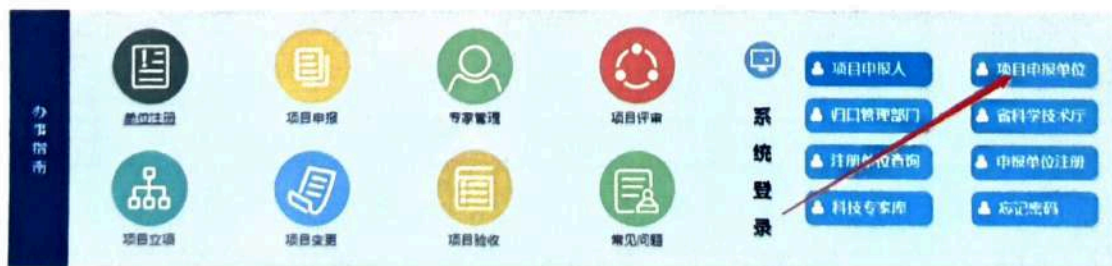 办事指南
单位注册
项目申报
专家管理
项目评审
项目立项
项目变更
项目验收
常见问题
系统登录
项目申报人
项目申报单位
归口管理部门
省科学技术厅
注册单位查询
申报单位注册
科技专家库
忘记密码